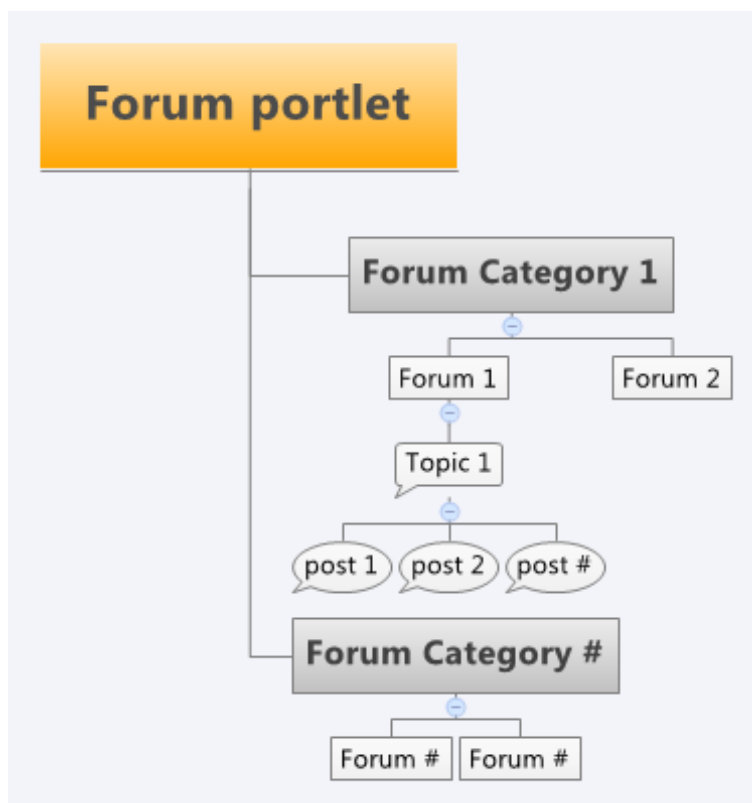 Forum portlet
Forum Category 1
Forum 1
Forum 2
Topic 1
post 1
post 2
post #
Forum Category #
Forum #
Forum #